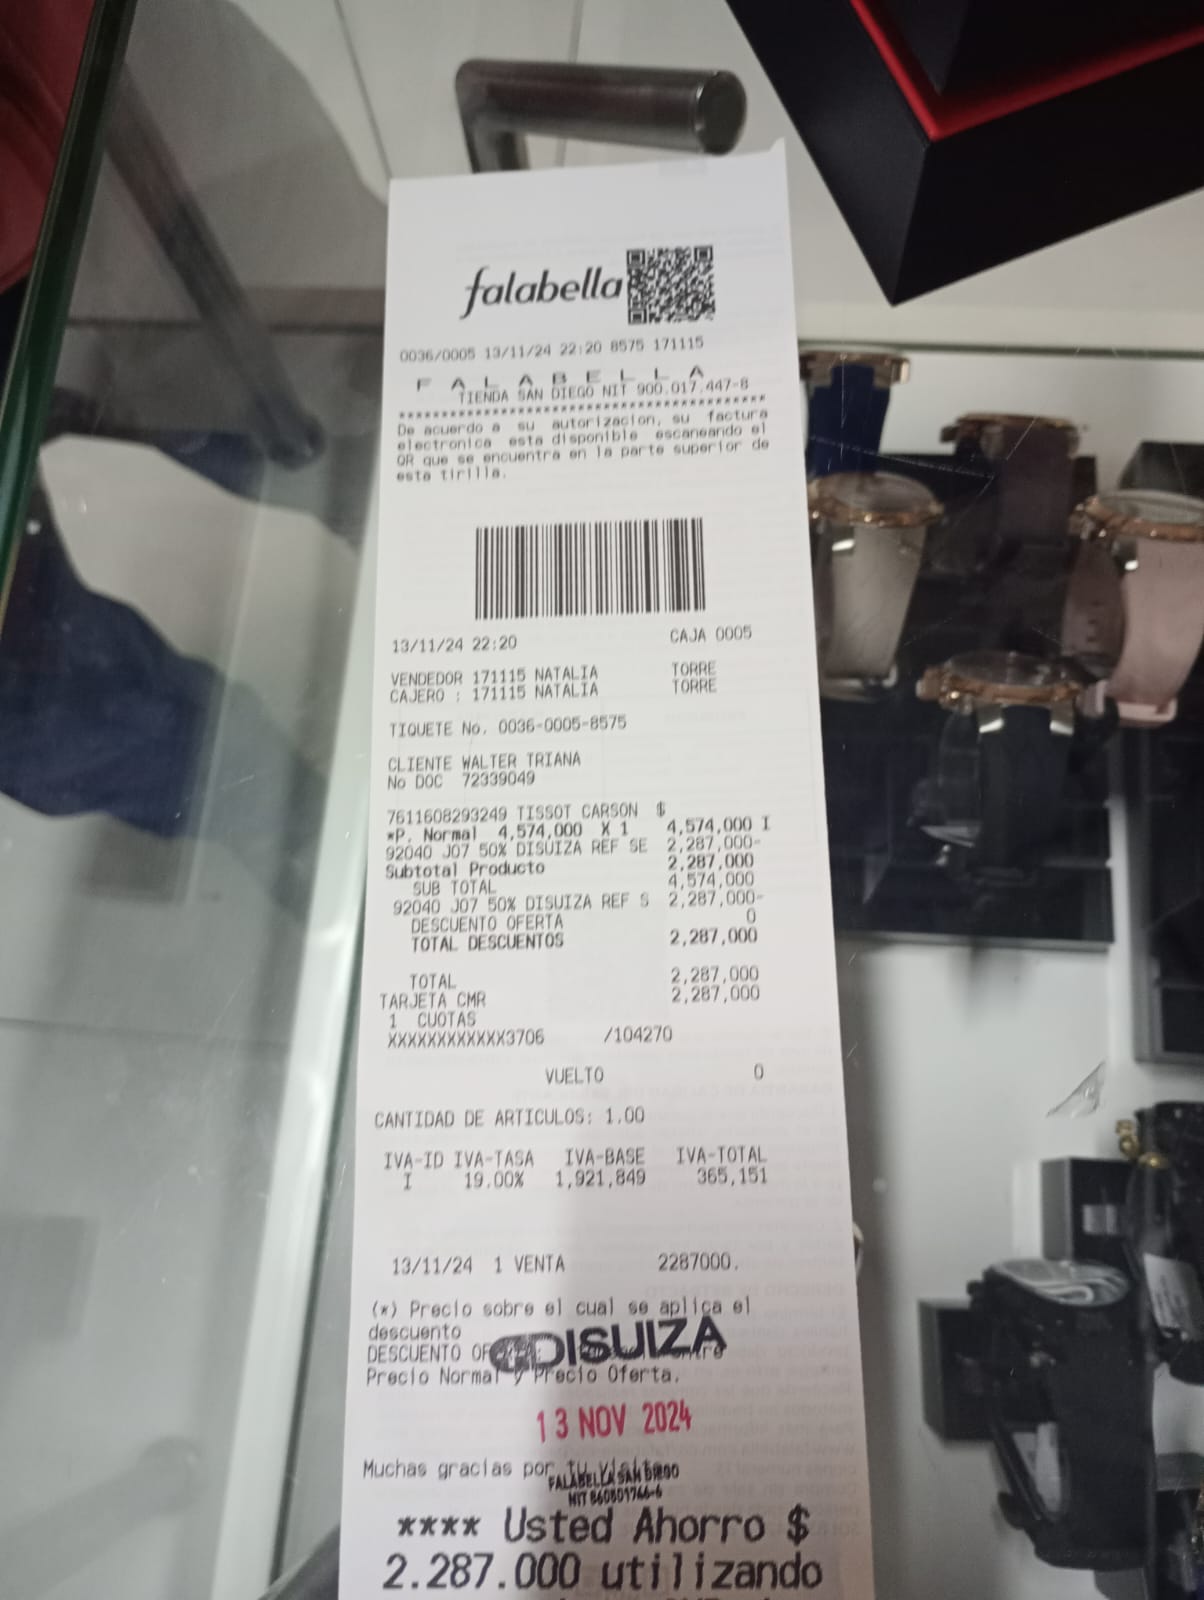 falabella
0036/0005 13/11/24 22:20 8575 171115
F A L A B E L L A
TIENDA SAN DIEGO NIT 900.017.447-8
****************************************
De acuerdo a su autorizacion, su factura
electronica esta disponible escaneando el
QR que se encuentra en la parte superior de
esta tirilla.
13/11/24 22:20 CAJA 0005
VENDEDOR 171115 NATALIA TORRE
CAJERO : 171115 NATALIA TORRE
TIQUETE No. 0036-0005-8575
CLIENTE WALTER TRIANA
No DOC 72339049
7611608293249 TISSOT CARSON $
*P. Normal 4,574,000 X 1 4,574,000 I
92040 J07 50% DISUIZA REF SE 2,287,000-
Subtotal Producto 2,287,000
SUB TOTAL 4,574,000
92040 J07 50% DISUIZA REF S 2,287,000-
DESCUENTO OFERTA 0
TOTAL DESCUENTOS 2,287,000
TOTAL 2,287,000
TARJETA CMR 2,287,000
1 CUOTAS
XXXXXXXXXXXX3706 /104270
VUELTO 0
CANTIDAD DE ARTICULOS: 1.00
IVA-ID IVA-TASA IVA-BASE IVA-TOTAL
I 19.00% 1,921,849 365,151
13/11/24 1 VENTA 2287000.
(*) Precio sobre el cual se aplica el
descuento
DISUIZA
DESCUENTO
Precio Normal y Precio Oferta.
13 NOV 2024
Muchas gracias por tu visita
FALABELLA SAN DIEGO
NIT 860801766-6
**** Usted Ahorro $
2.287.000 utilizando